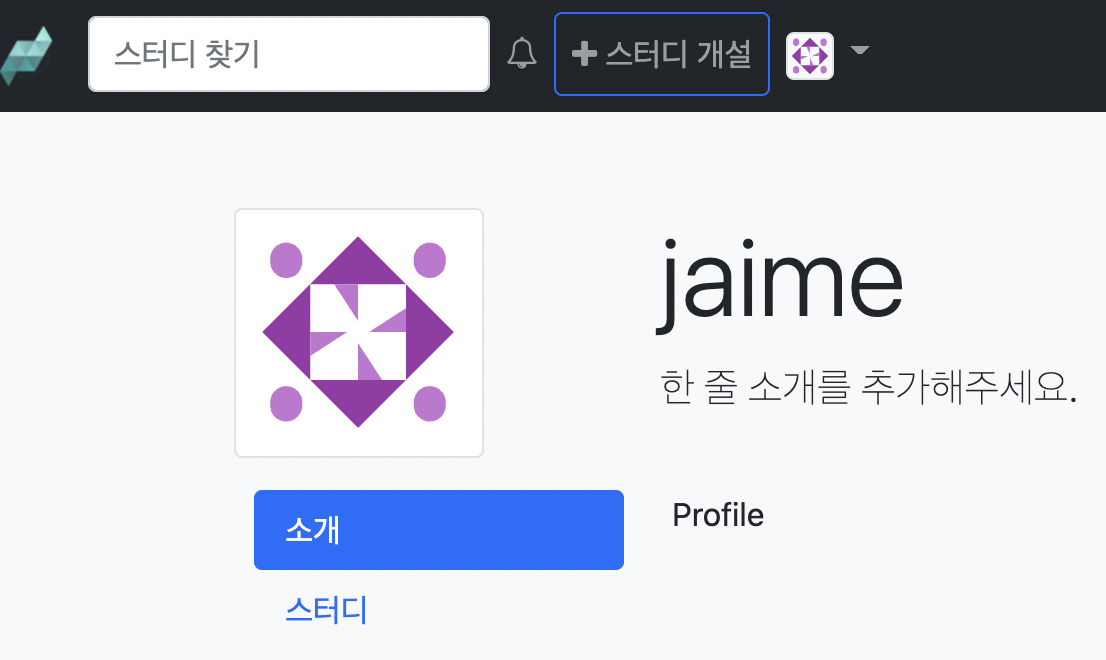 스터디 찾기
스터디 개설
jaime
한 줄 소개를 추가해주세요.
소개
Profile
스터디